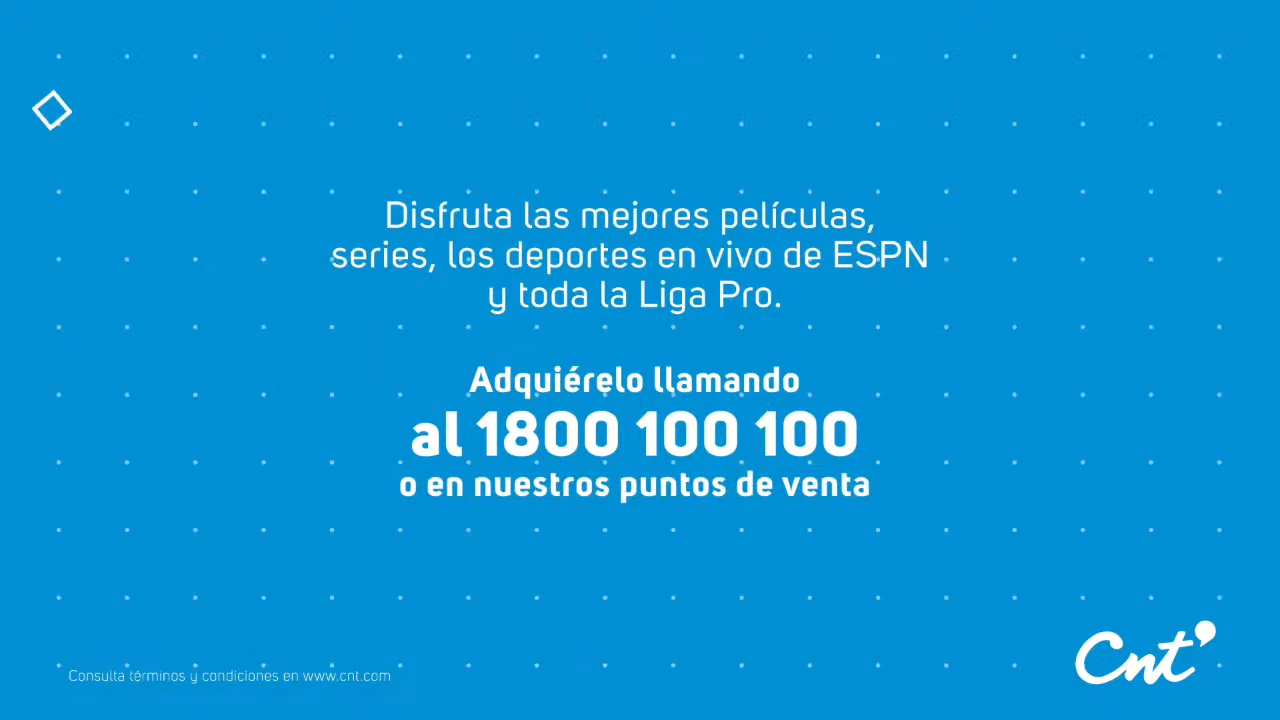 Disfruta las mejores películas,
series, los deportes en vivo de ESPN
y toda la Liga Pro.
Adquiérelo llamando
al 1800 100 100
o en nuestros puntos de venta
Consulta términos y condiciones en www.cnt.com
Cnt